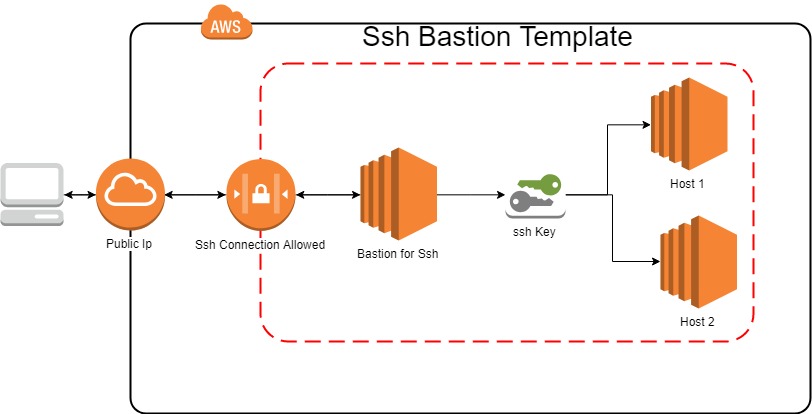 AWS
Ssh Bastion Template
Host 1
Public Ip
Ssh Connection Allowed
Bastion for Ssh
ssh Key
Host 2